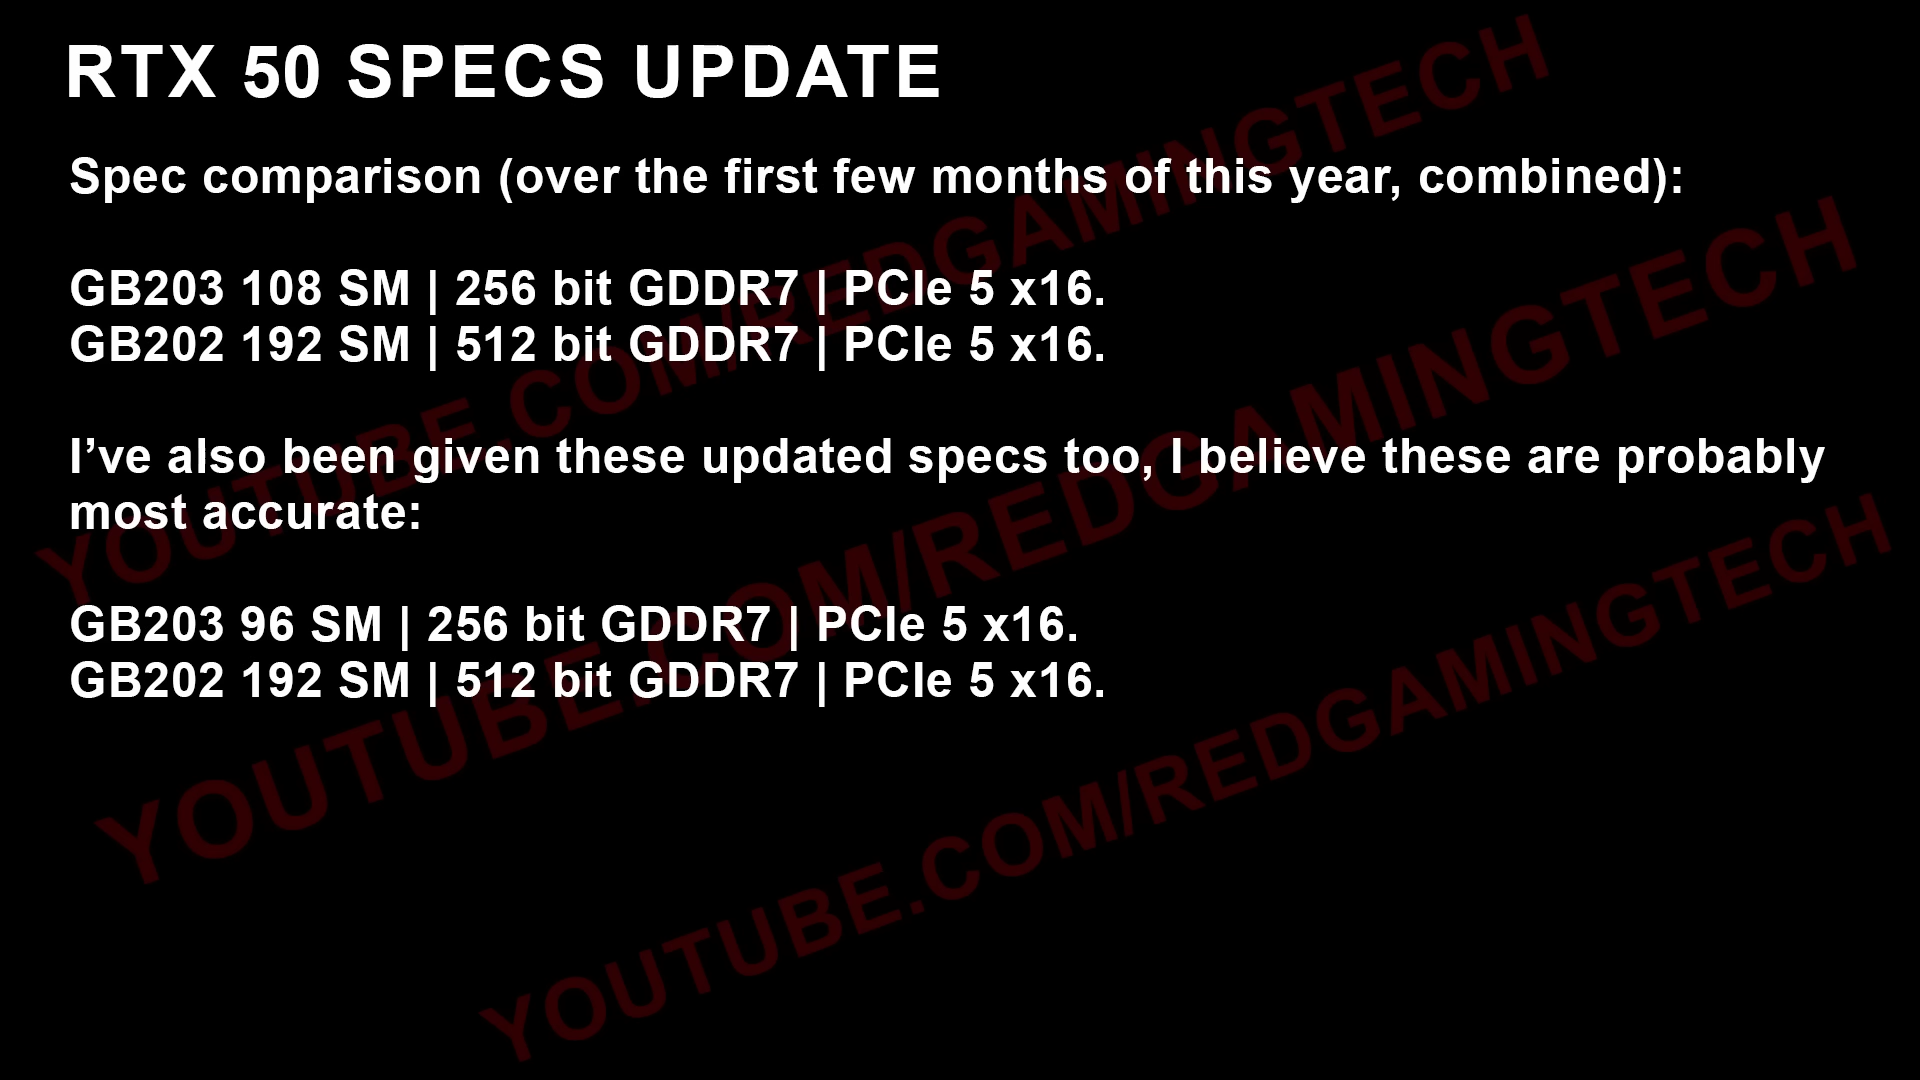 RTX 50 SPECS UPDATE
Spec comparison (over the first few months of this year, combined):
GB203 108 SM | 256 bit GDDR7 | PCIe 5 x16.
GB202 192 SM | 512 bit GDDR7 | PCIe 5 x16.
I’ve also been given these updated specs too, I believe these are probably
most accurate:
GB203 96 SM | 256 bit GDDR7 | PCIe 5 x16.
GB202 192 SM | 512 bit GDDR7 | PCIe 5 x16.
YOUTUBE.COM/REDGAMINGTECH
YOUTUBE.COM/REDGAMINGTECH
YOUTUBE.COM/REDGAMINGTECH